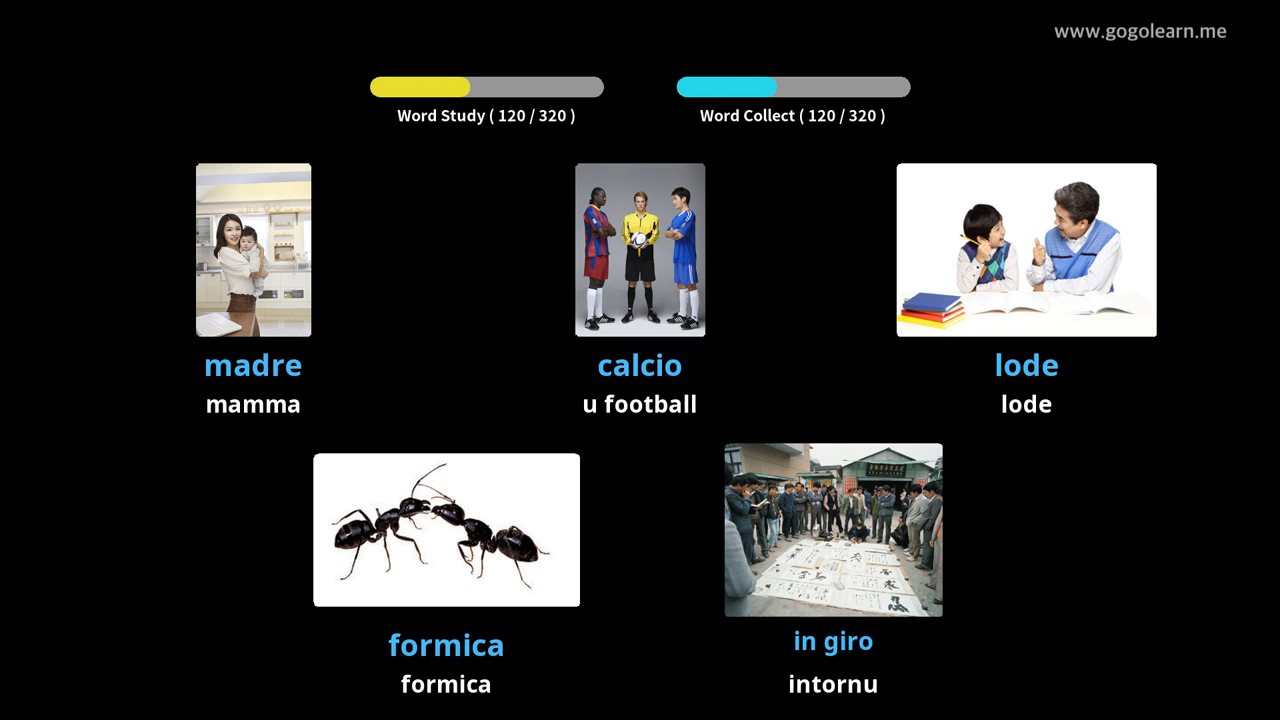 www.gogolearn.me
Word Study ( 120 / 320 )
Word Collect ( 120 / 320 )
madre
mamma
calcio
u football
lode
lode
formica
formica
in giro
intornu